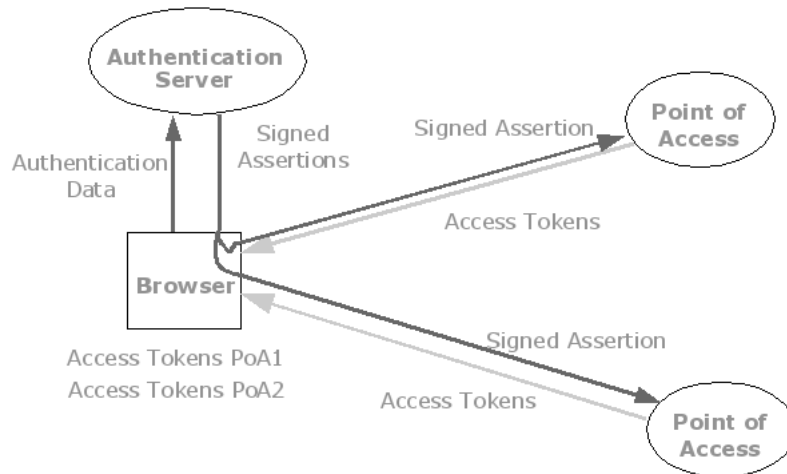 Authentication
Server
Signed
Assertions
Authentication
Data
Browser
Access Tokens PoA1
Access Tokens PoA2
Signed Assertion
Point of
Access
Access Tokens
Signed Assertion
Access Tokens
Point of
Access